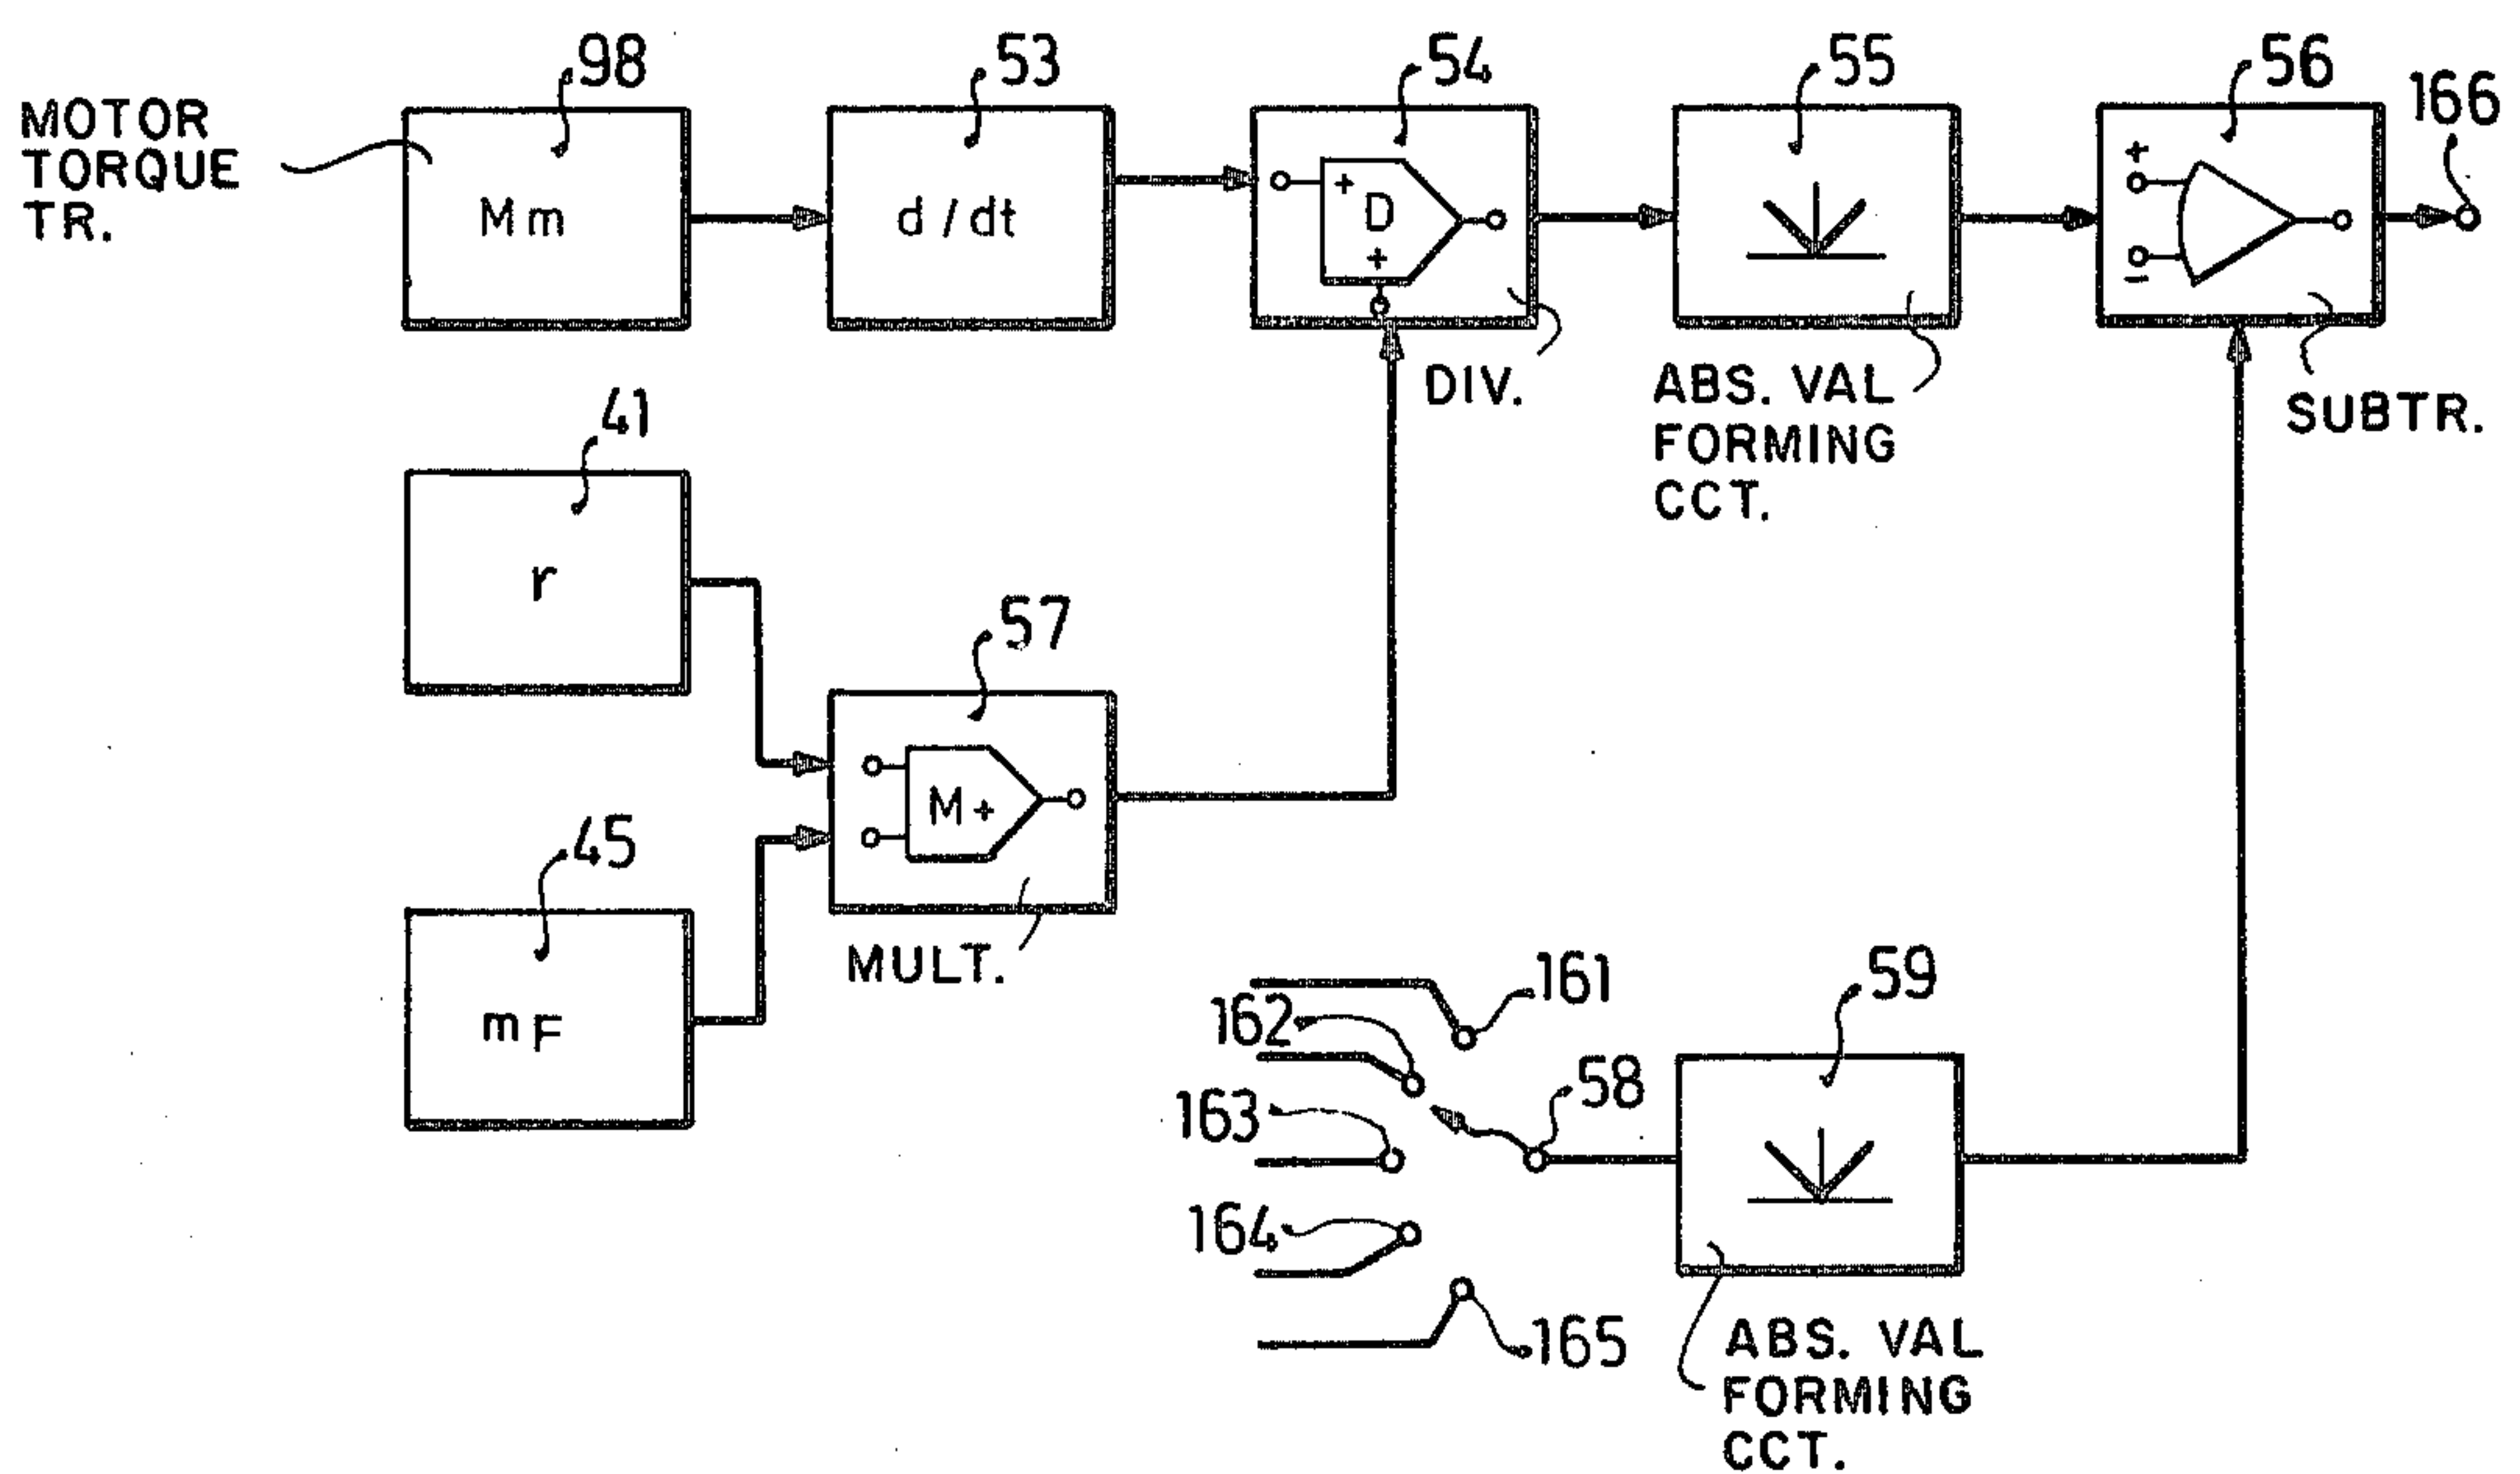 98
53
54
55
56
166
MOTOR
TORQUE
TR.
Mm
d/dt
+
D
+
+
-
DIV.
ABS. VAL
FORMING
CCT.
SUBTR.
41
r
57
M+
MULT.
45
mF
161
162
163
164
165
58
59
ABS. VAL
FORMING
CCT.